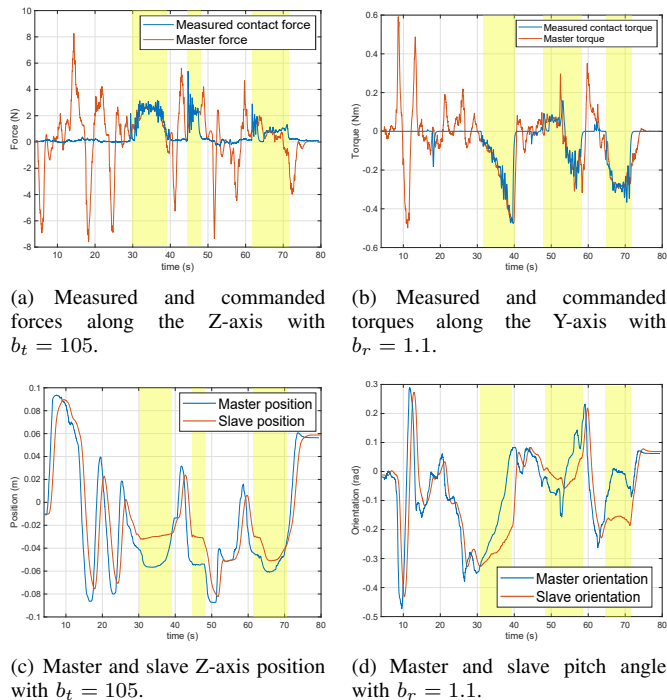 Measured contact force
Master force
Force (N)
10
8
6
4
2
0
-2
-4
-6
-8
10 20 30 40 50 60 70 80
time (s)
(a) Measured and commanded
forces along the Z-axis with
b_t = 105.
Measured contact torque
Master torque
Torque (Nm)
0.6
0.4
0.2
0
-0.2
-0.4
-0.6
10 20 30 40 50 60 70 80
time (s)
(b) Measured and commanded
torques along the Y-axis with
b_r = 1.1.
Master position
Slave position
Position (m)
0.1
0.08
0.06
0.04
0.02
0
-0.02
-0.04
-0.06
-0.08
-0.1
10 20 30 40 50 60 70 80
time (s)
(c) Master and slave Z-axis position
with b_t = 105.
Master orientation
Slave orientation
Orientation (rad)
0.3
0.2
0.1
0
-0.1
-0.2
-0.3
-0.4
-0.5
10 20 30 40 50 60 70 80
time (s)
(d) Master and slave pitch angle
with b_r = 1.1.